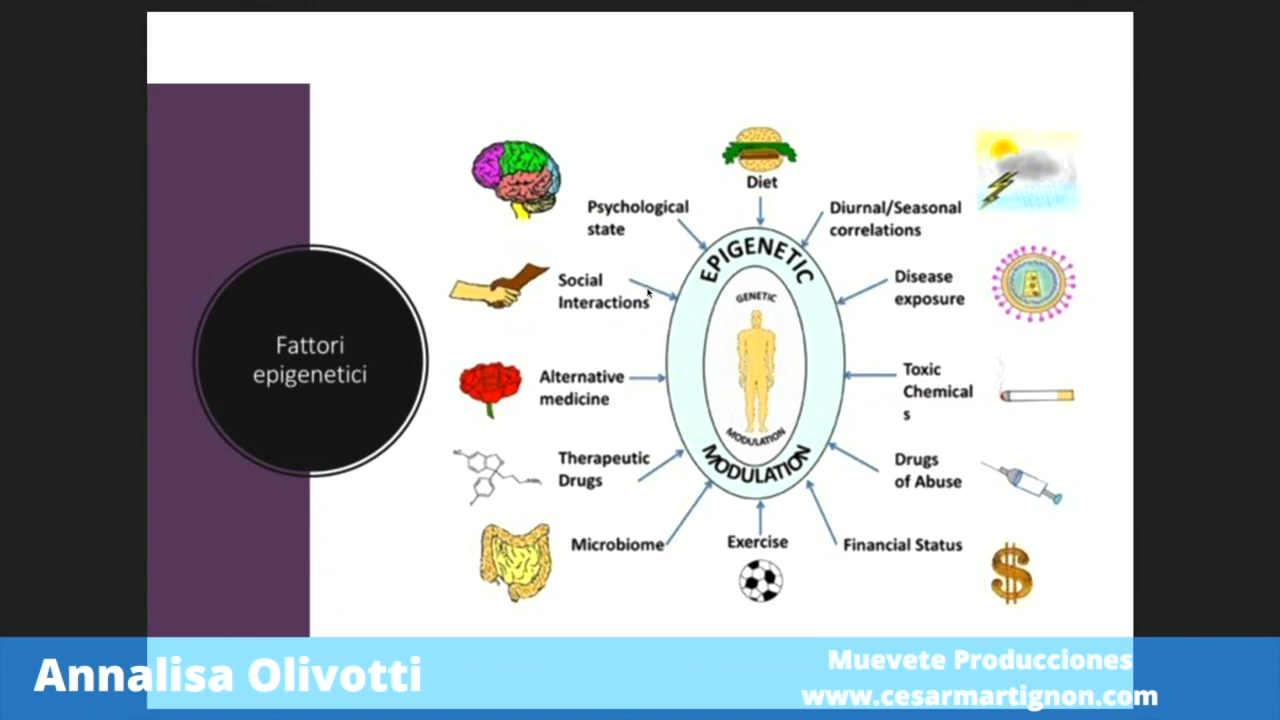 Fattori
epigenetici
Diet
Psychological
state
Diurnal/Seasonal
correlations
Social
Interactions
Disease
exposure
Alternative
medicine
Toxic
Chemical
s
Therapeutic
Drugs
Drugs
of Abuse
Microbiome
Exercise
Financial Status
EPIGENETIC
GENETIC
MODULATION
MODULATION
Annalisa Olivotti
Muevete Producciones
www.cesarmartignon.com